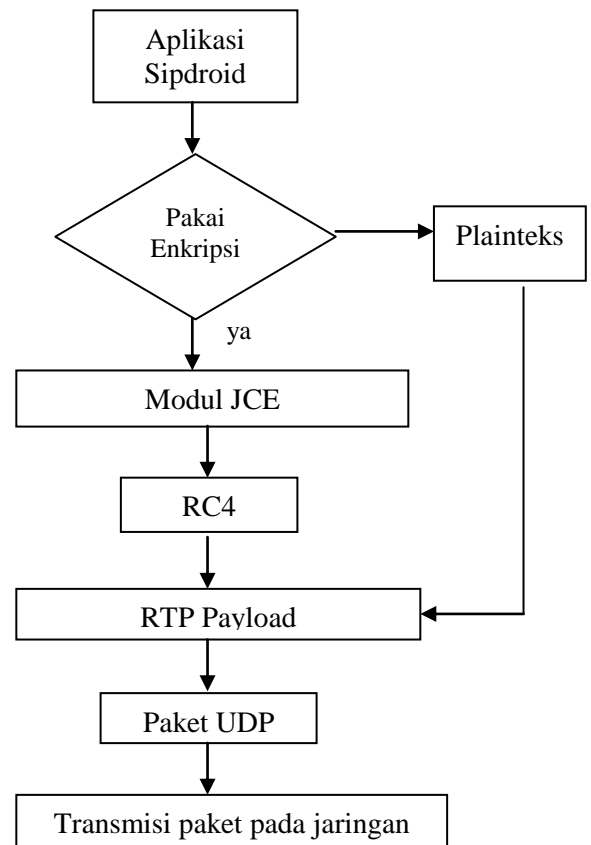 Aplikasi
Sipdroid
Pakai
Enkripsi
Plainteks
ya
Modul JCE
RC4
RTP Payload
Paket UDP
Transmisi paket pada jaringan